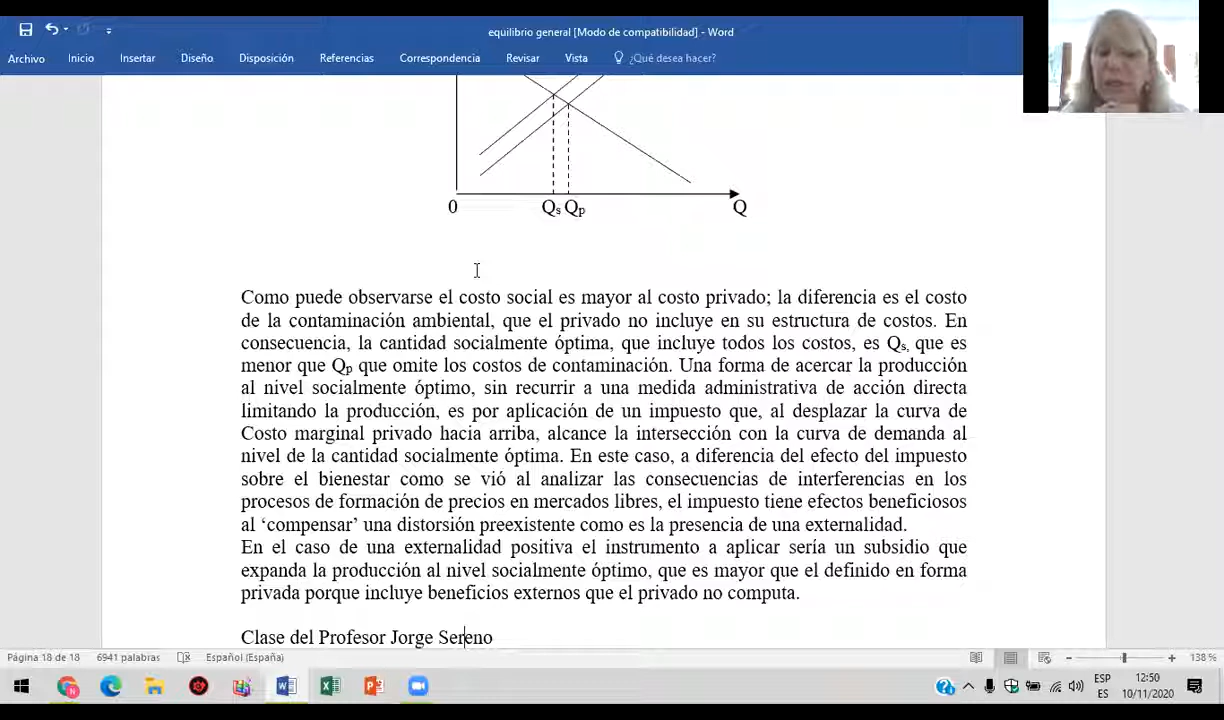 equilibrio general [Modo de compatibilidad] - Word
Archivo Inicio Insertar Diseño Disposición Referencias Correspondencia Revisar Vista ¿Qué desea hacer?
0 Qs Qp Q
Como puede observarse el costo social es mayor al costo privado; la diferencia es el costo
de la contaminación ambiental, que el privado no incluye en su estructura de costos. En
consecuencia, la cantidad socialmente óptima, que incluye todos los costos, es Qs, que es
menor que Qp que omite los costos de contaminación. Una forma de acercar la producción
al nivel socialmente óptimo, sin recurrir a una medida administrativa de acción directa
limitando la producción, es por aplicación de un impuesto que, al desplazar la curva de
Costo marginal privado hacia arriba, alcance la intersección con la curva de demanda al
nivel de la cantidad socialmente óptima. En este caso, a diferencia del efecto del impuesto
sobre el bienestar como se vió al analizar las consecuencias de interferencias en los
procesos de formación de precios en mercados libres, el impuesto tiene efectos beneficiosos
al ‘compensar’ una distorsión preexistente como es la presencia de una externalidad.
En el caso de una externalidad positiva el instrumento a aplicar sería un subsidio que
expanda la producción al nivel socialmente óptimo, que es mayor que el definido en forma
privada porque incluye beneficios externos que el privado no computa.
Clase del Profesor Jorge Sereno
Página 18 de 18 6941 palabras Español (España) 138 %
ESP 12:50
ES 10/11/2020